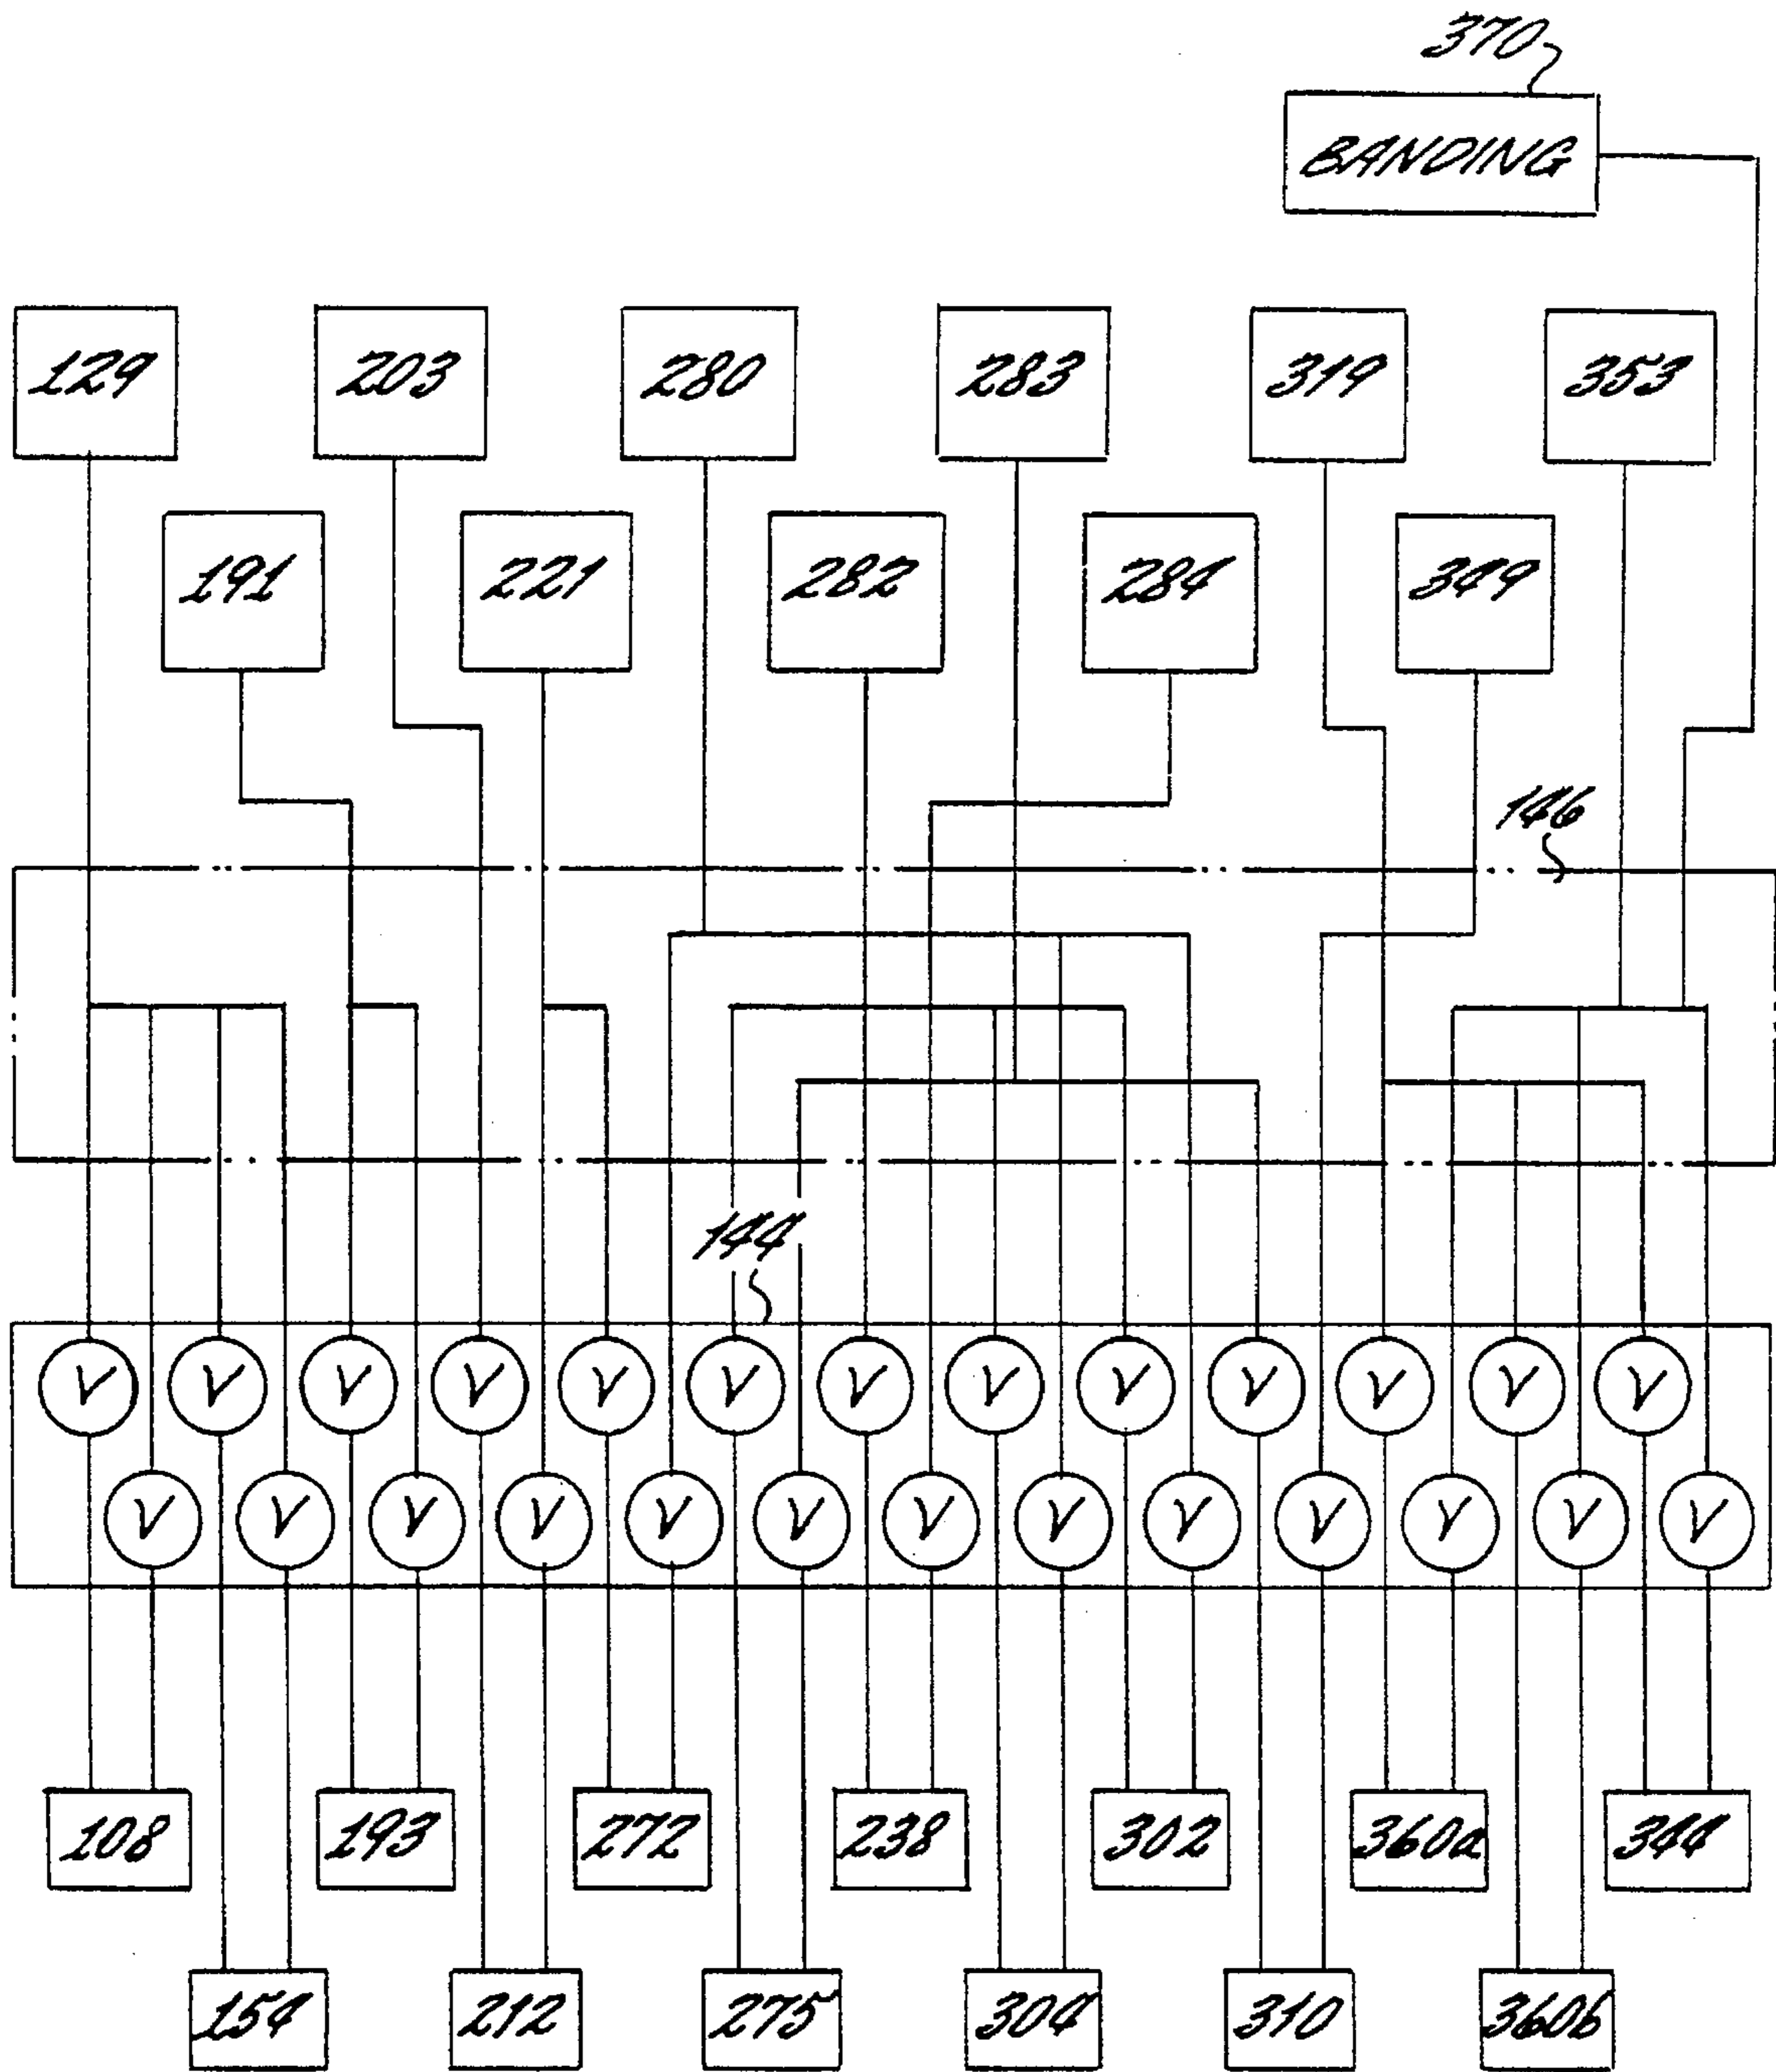 370
BANDING
129 203 280 283 319 353
191 221 282 284 349
146
144
V V V V V V V V V V V V V
V V V V V V V V V V V V V
108 193 272 238 302 360a 344
154 212 275 304 310 360b